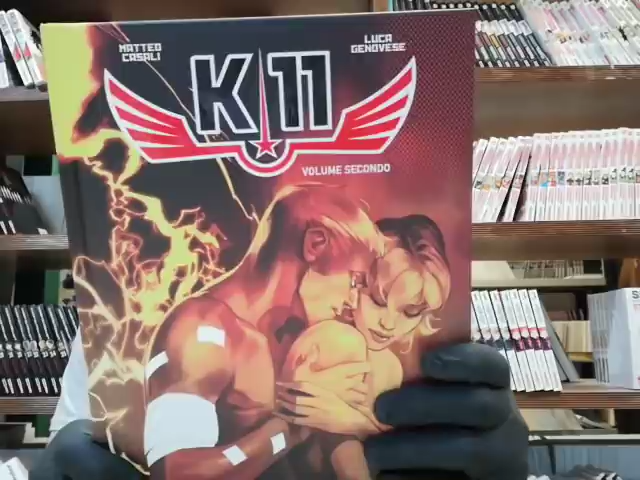 MATTEO
CASALI
LUCA
GENOVESE
K 11
VOLUME SECONDO